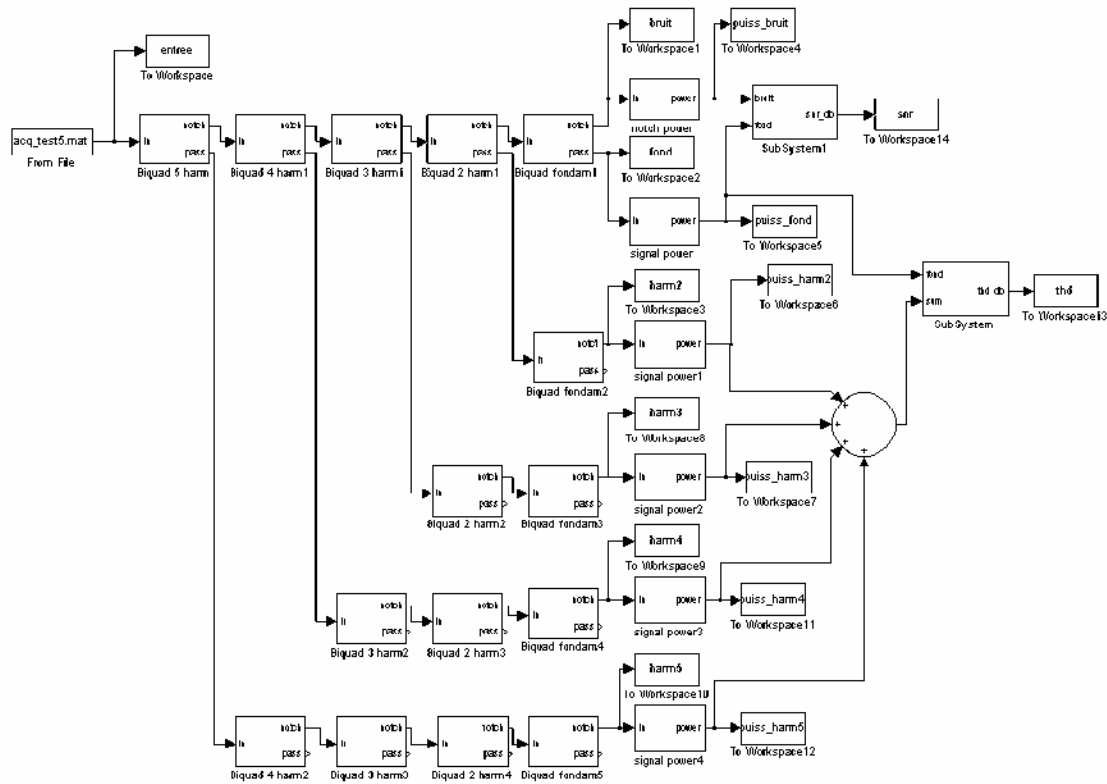 bruit
To Workspace1
puiss_bruit
To Workspace4
entree
To Workspace
acq_test5.mat
From File
In
notch
pass
Biquad 5 harm
In
notch
pass
Biquad 4 harm1
In
notch
pass
Biquad 3 harm1
In
notch
pass
Biquad 2 harm1
In
notch
pass
Biquad fondam1
In
power
notch power
bruit
fond
snr_db
SubSystem1
snr
To Workspace14
fond
To Workspace2
In
power
signal power
puiss_fond
To Workspace5
harm2
To Workspace3
puiss_harm2
To Workspace6
fond
sum
thd_db
SubSystem
thd
To Workspace13
In
notch
pass
Biquad fondam2
In
power
signal power1
harm3
To Workspace8
+
+
+
+
In
notch
pass
Biquad 2 harm2
In
notch
pass
Biquad fondam3
In
power
signal power2
puiss_harm3
To Workspace7
harm4
To Workspace9
In
notch
pass
Biquad 3 harm2
In
notch
pass
Biquad 2 harm3
In
notch
pass
Biquad fondam4
In
power
signal power3
puiss_harm4
To Workspace11
harm5
To Workspace10
In
notch
pass
Biquad 4 harm2
In
notch
pass
Biquad 3 harm3
In
notch
pass
Biquad 2 harm4
In
notch
pass
Biquad fondam5
In
power
signal power4
puiss_harm5
To Workspace12